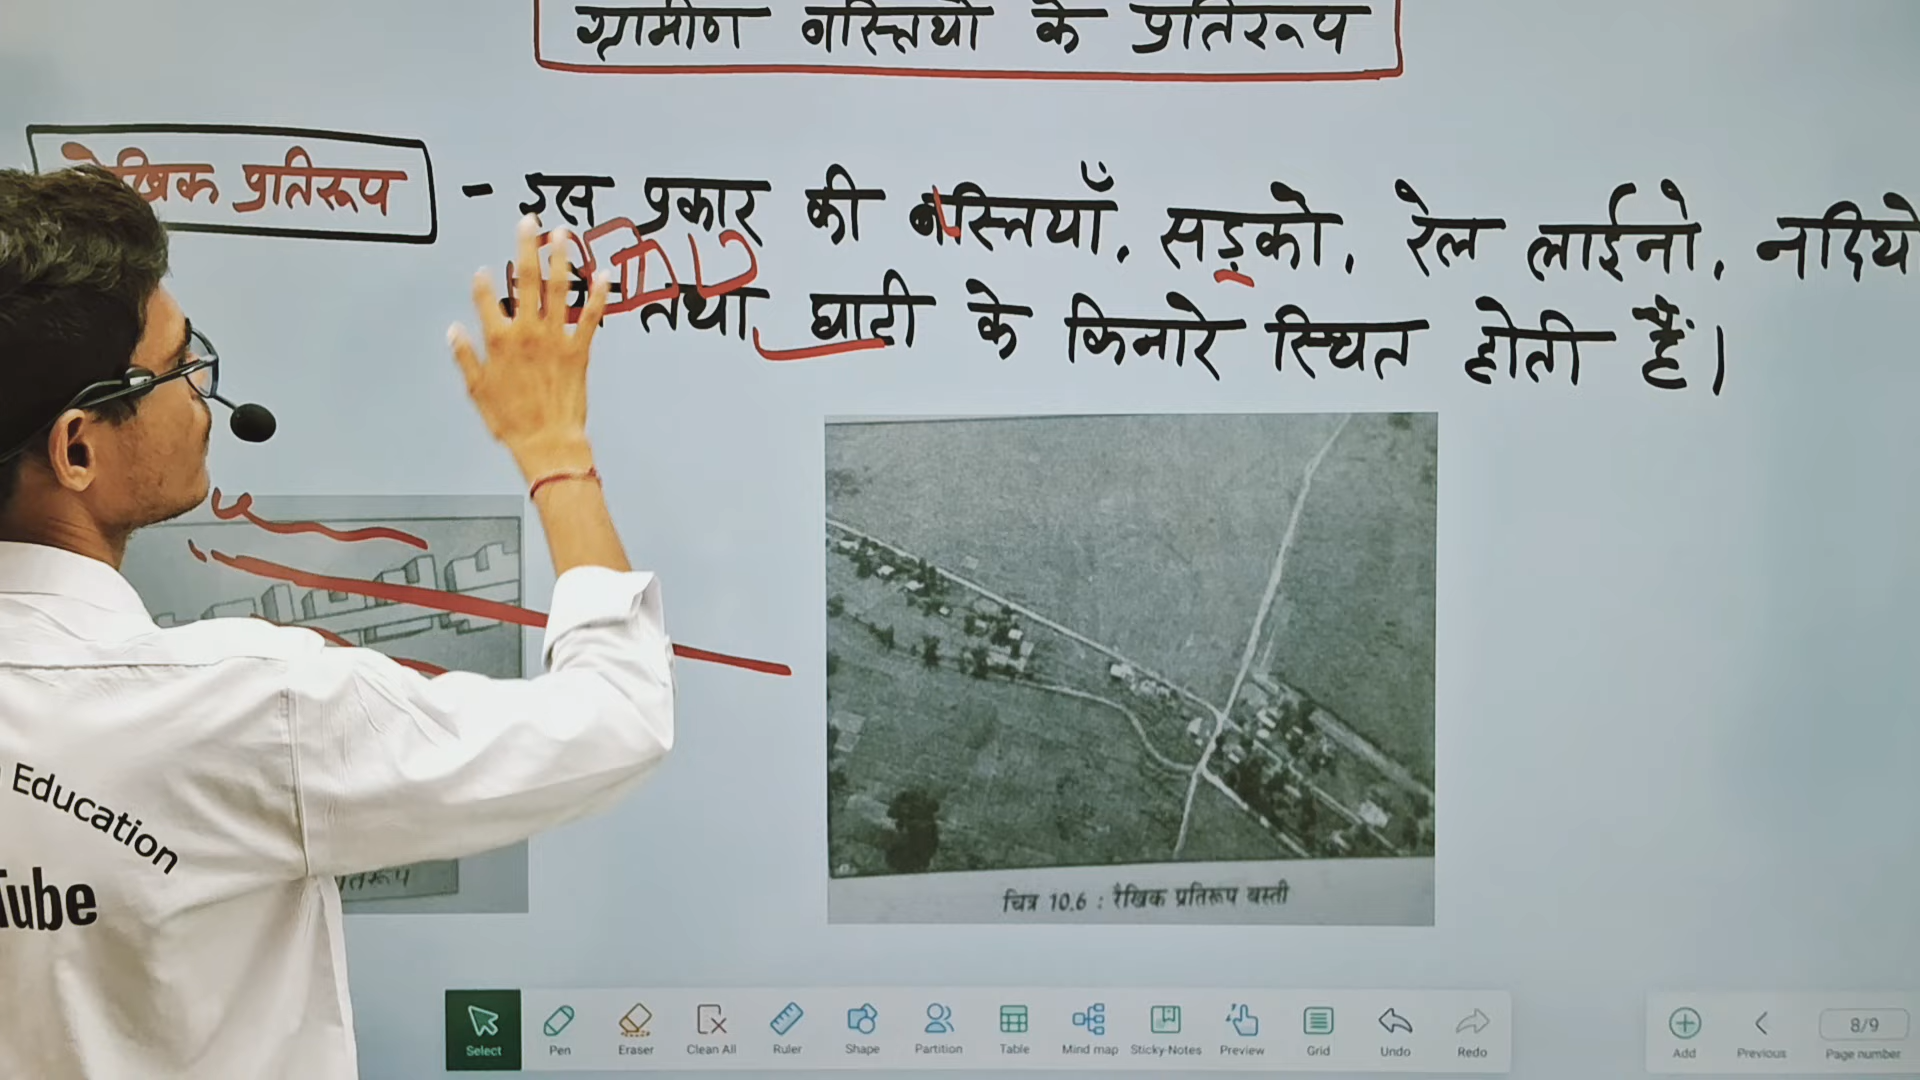 ग्रामीण बस्तियो के प्रतिरूप
प्रतिरूप
- इस प्रकार की बस्तियाँ, सड़को, रेल लाईनो, नदियो
तथा घाटी के किनारे स्थित होती हैं।
चित्र 10.6 : रैखिक प्रतिरूप बस्ती
Education
Tube
Select Pen Eraser Clean All Ruler Shape Partition Table Mind map Sticky-Notes Preview Grid Undo Redo
Add Previous 8/9 Page number